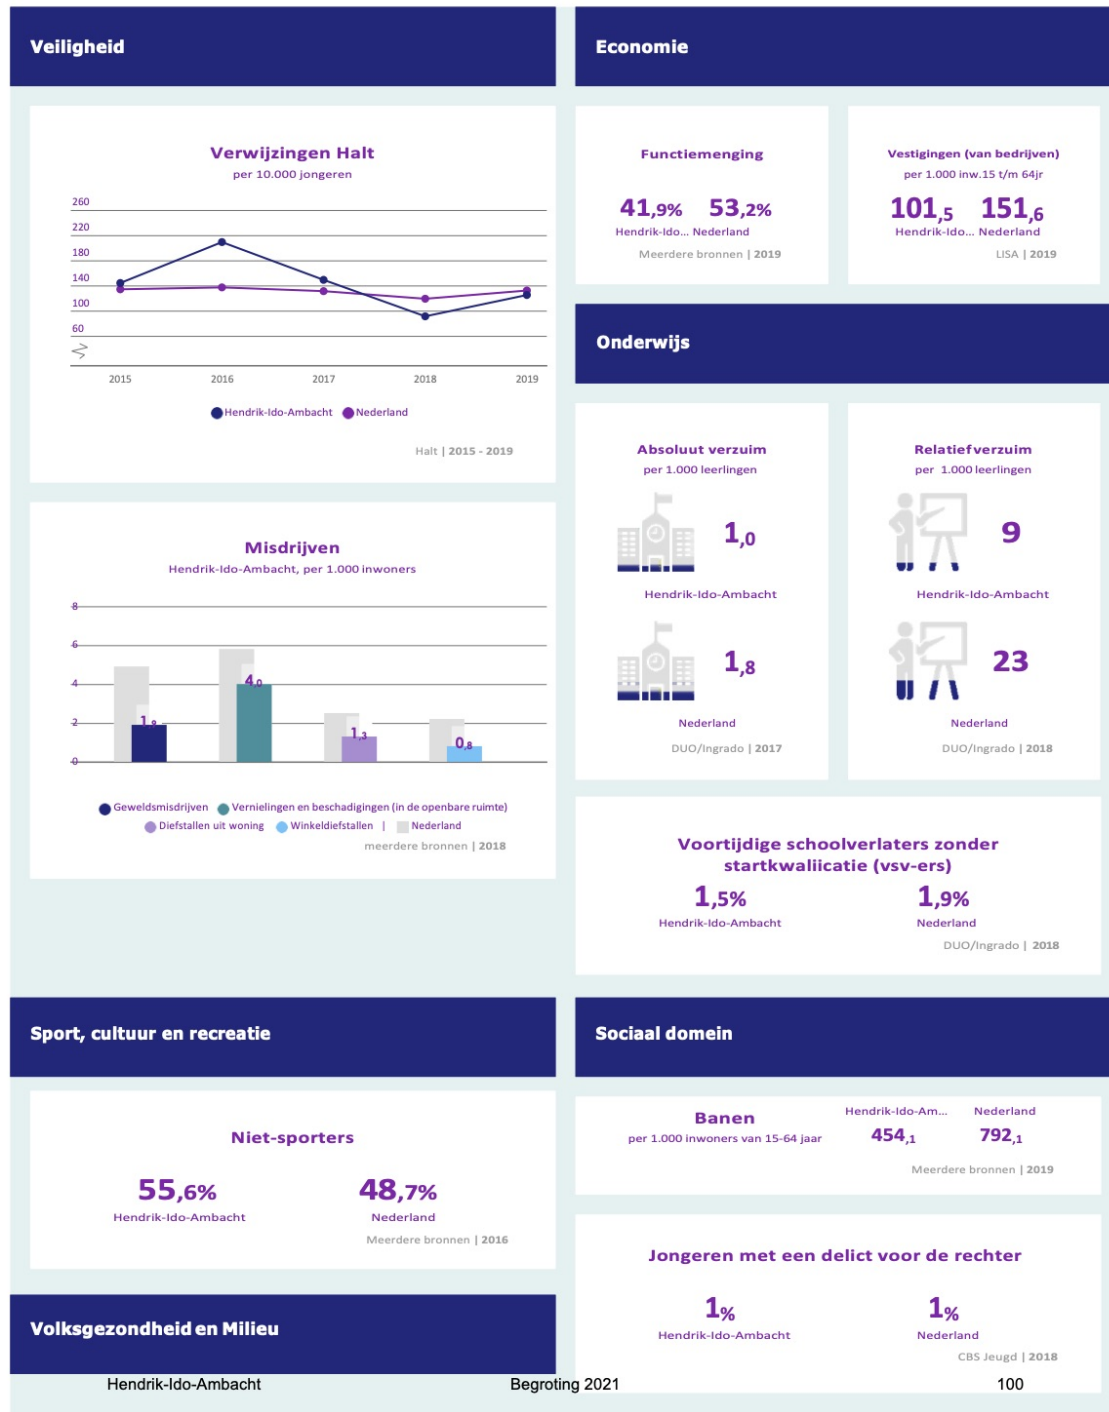 Veiligheid
Verwijzingen Halt
per 10.000 jongeren
260
220
180
140
100
60
2015 2016 2017 2018 2019
Hendrik-Ido-Ambacht Nederland
Halt | 2015 - 2019
Misdrijven
Hendrik-Ido-Ambacht, per 1.000 inwoners
8
6
4
2
0
4,0
1,3
0,8
Geweldsmisdrijven Vernielingen en beschadigingen (in de openbare ruimte)
Diefstallen uit woning Winkeldiefstallen | Nederland
meerdere bronnen | 2018
Economie
Functiemenging
41,9% 53,2%
Hendrik-Ido... Nederland
Meerdere bronnen | 2019
Vestigingen (van bedrijven)
per 1.000 inw.15 t/m 64jr
101,5 151,6
Hendrik-Ido... Nederland
LISA | 2019
Onderwijs
Absoluut verzuim
per 1.000 leerlingen
1,0
Hendrik-Ido-Ambacht
1,8
Nederland
DUO/Ingrado | 2017
Relatief verzuim
per 1.000 leerlingen
9
Hendrik-Ido-Ambacht
23
Nederland
DUO/Ingrado | 2018
Voortijdige schoolverlaters zonder
startkwaliicatie (vsv-ers)
1,5% 1,9%
Hendrik-Ido-Ambacht Nederland
DUO/Ingrado | 2018
Sport, cultuur en recreatie
Niet-sporters
55,6% 48,7%
Hendrik-Ido-Ambacht Nederland
Meerdere bronnen | 2016
Volksgezondheid en Milieu
Sociaal domein
Banen
per 1.000 inwoners van 15-64 jaar
Hendrik-Ido-Am... Nederland
454,1 792,1
Meerdere bronnen | 2019
Jongeren met een delict voor de rechter
1% 1%
Hendrik-Ido-Ambacht Nederland
CBS Jeugd | 2018
Hendrik-Ido-Ambacht Begroting 2021 100